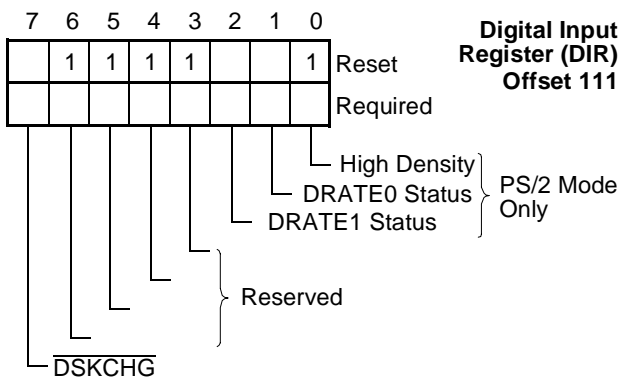 7 6 5 4 3 2 1 0
Digital Input
Register (DIR)
Offset 111
1 1 1 1 1 Reset
Required
High Density
DRATE0 Status
DRATE1 Status
PS/2 Mode
Only
Reserved
DSKCHG